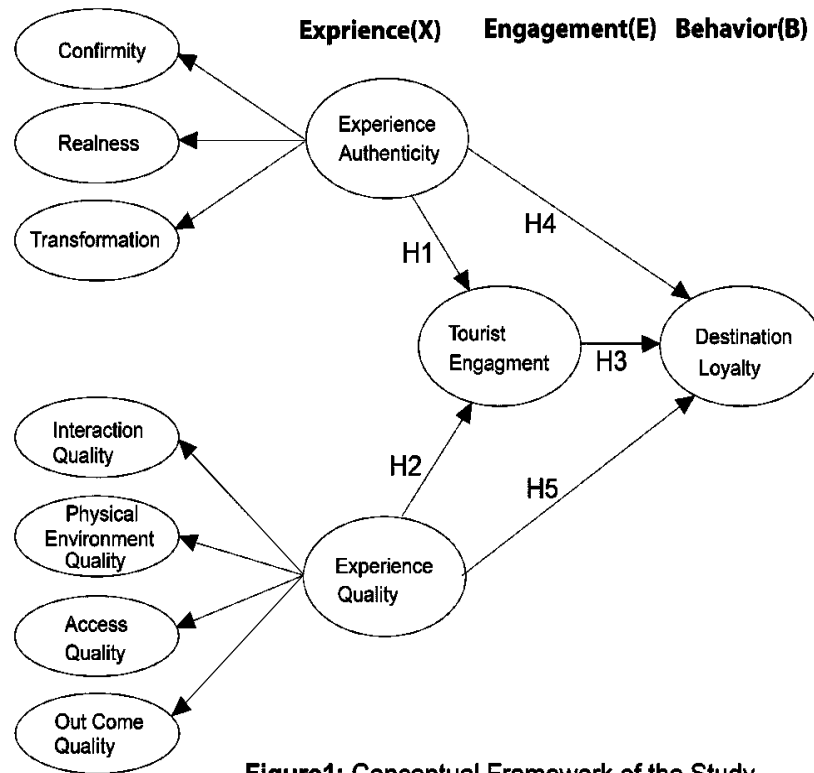 Exprience(X) Engagement(E) Behavior(B)
Confirmity
Realness
Transformation
Experience
Authenticity
H4
H1
Tourist
Engagment
H3
Destination
Loyalty
Interaction
Quality
Physical
Environment
Quality
Access
Quality
Out Come
Quality
H2
H5
Experience
Quality
Figure1: Conceptual Framework of the Study